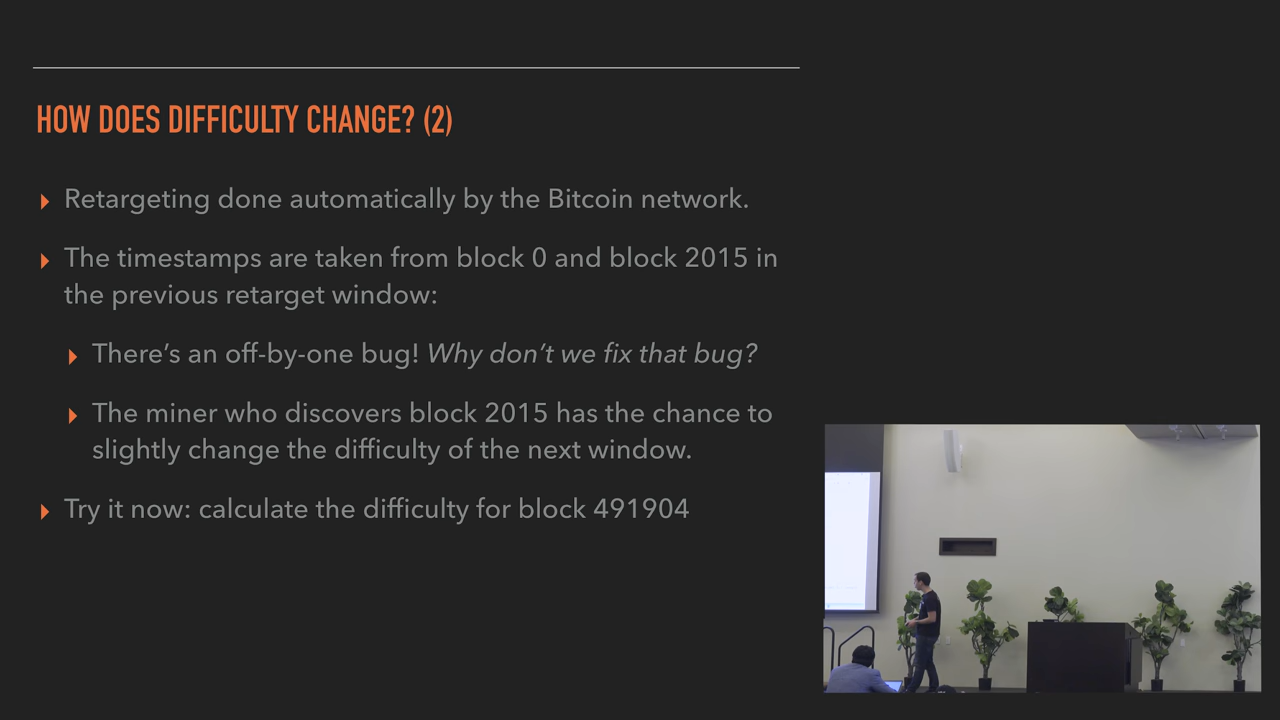 HOW DOES DIFFICULTY CHANGE? (2)
Retargeting done automatically by the Bitcoin network.
The timestamps are taken from block 0 and block 2015 in
the previous retarget window:
There’s an off-by-one bug! Why don’t we fix that bug?
The miner who discovers block 2015 has the chance to
slightly change the difficulty of the next window.
Try it now: calculate the difficulty for block 491904